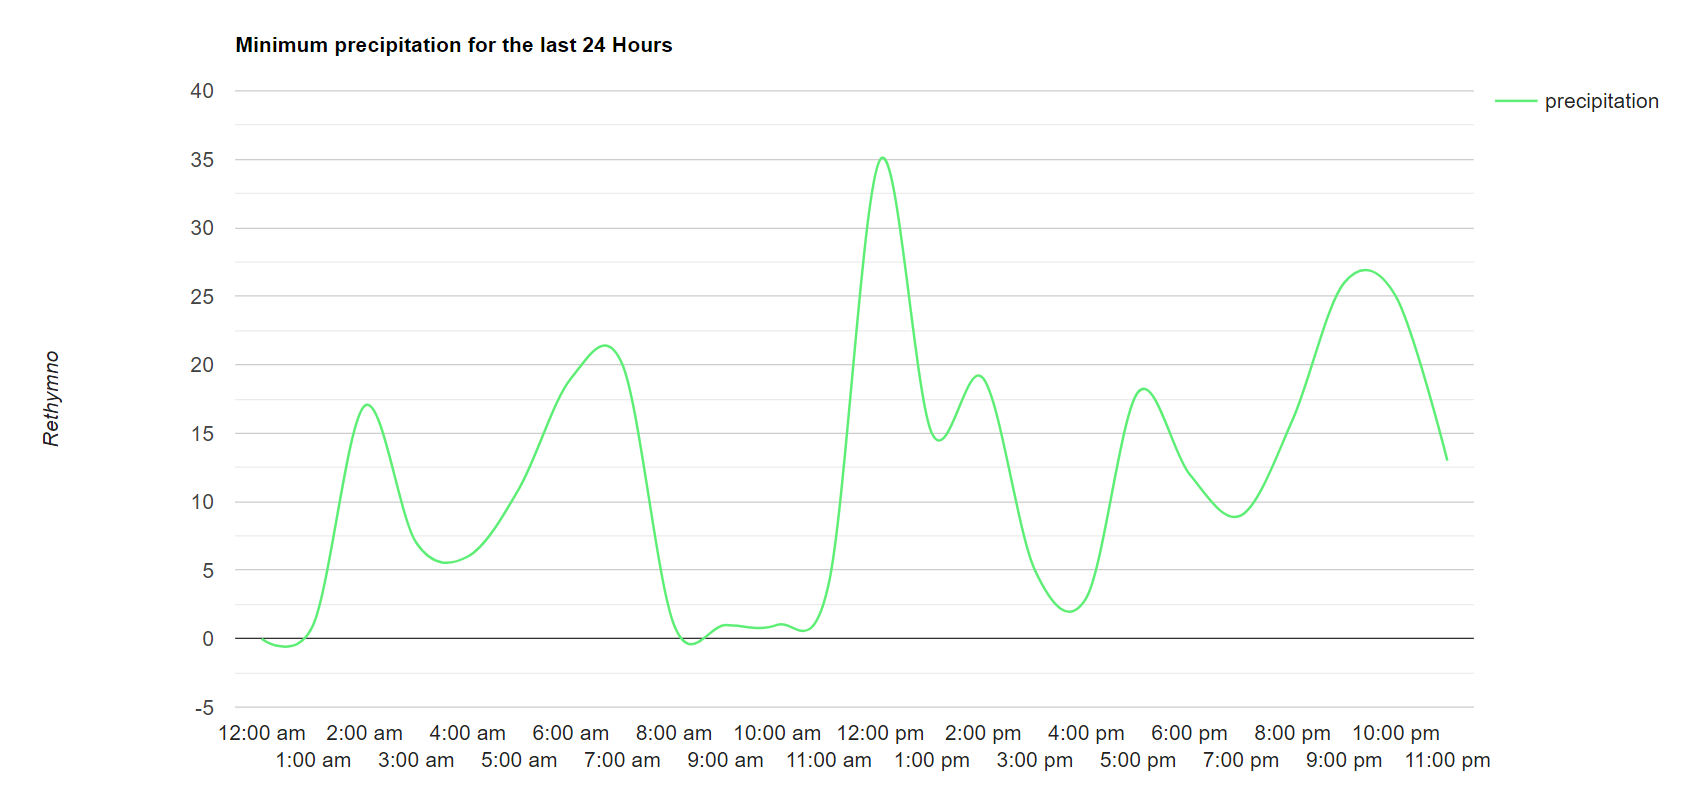 Minimum precipitation for the last 24 Hours
precipitation
40
35
30
25
20
15
10
5
0
-5
Rethymno
12:00 am 2:00 am 4:00 am 6:00 am 8:00 am 10:00 am 12:00 pm 2:00 pm 4:00 pm 6:00 pm 8:00 pm 10:00 pm
1:00 am 3:00 am 5:00 am 7:00 am 9:00 am 11:00 am 1:00 pm 3:00 pm 5:00 pm 7:00 pm 9:00 pm 11:00 pm